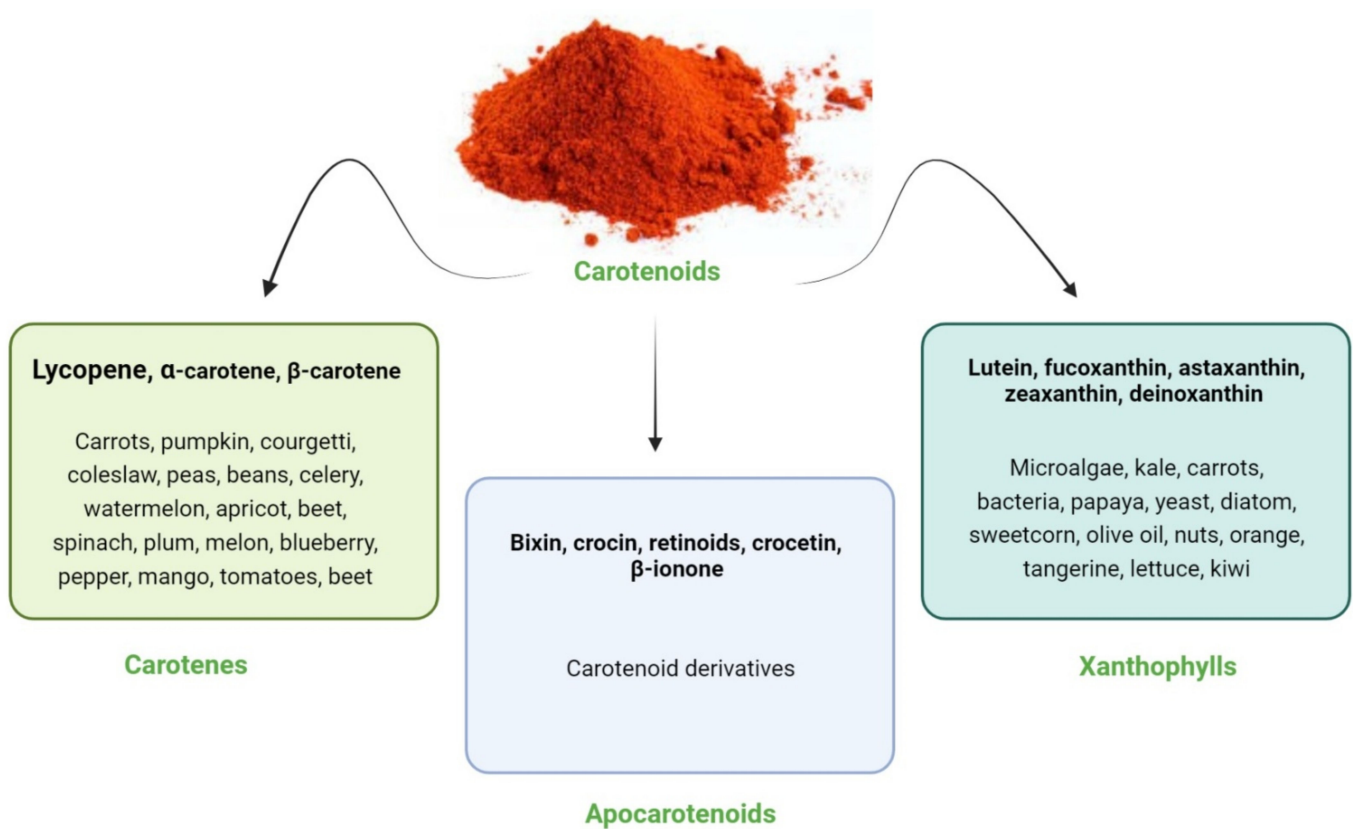 Carotenoids
Lycopene, α-carotene, β-carotene
Carrots, pumpkin, courgetti,
coleslaw, peas, beans, celery,
watermelon, apricot, beet,
spinach, plum, melon, blueberry,
pepper, mango, tomatoes, beet
Carotenes
Bixin, crocin, retinoids, crocetin,
β-ionone
Carotenoid derivatives
Apocarotenoids
Lutein, fucoxanthin, astaxanthin,
zeaxanthin, deinoxanthin
Microalgae, kale, carrots,
bacteria, papaya, yeast, diatom,
sweetcorn, olive oil, nuts, orange,
tangerine, lettuce, kiwi
Xanthophylls